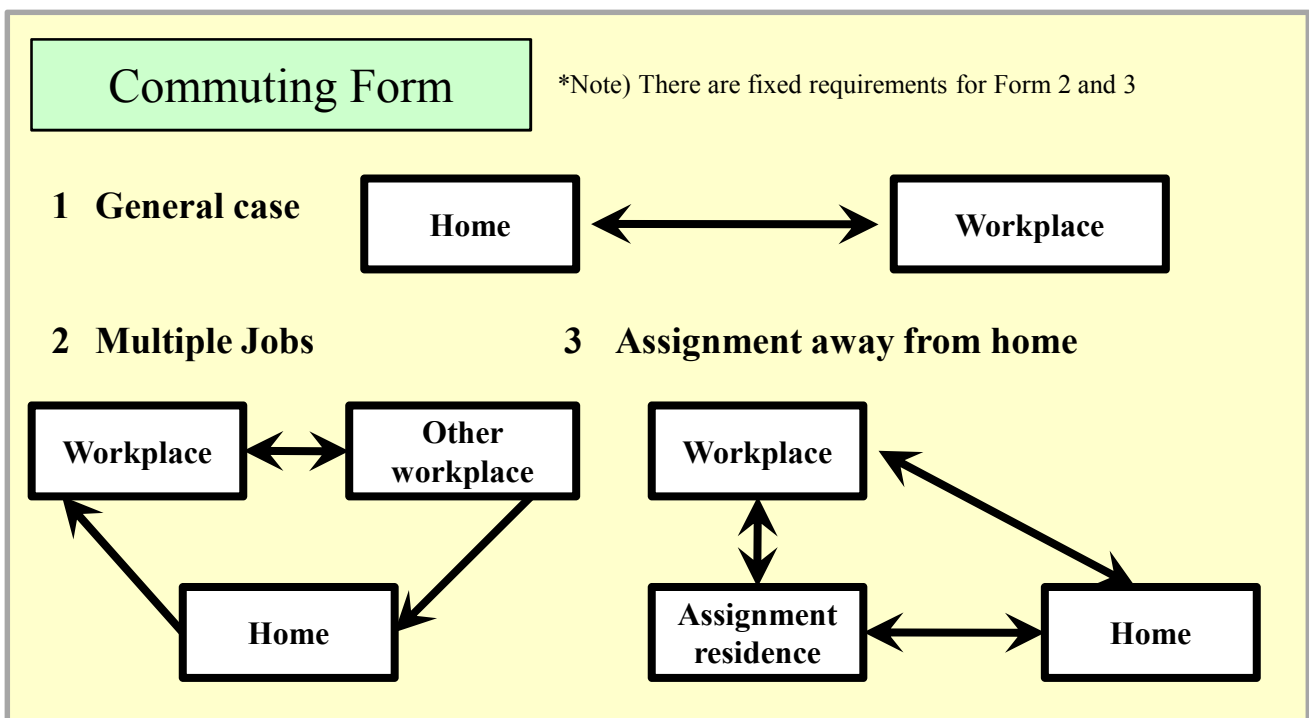 Commuting Form
*Note) There are fixed requirements for Form 2 and 3
1 General case
Home
Workplace
2 Multiple Jobs
3 Assignment away from home
Workplace
Other
workplace
Home
Workplace
Assignment
residence
Home